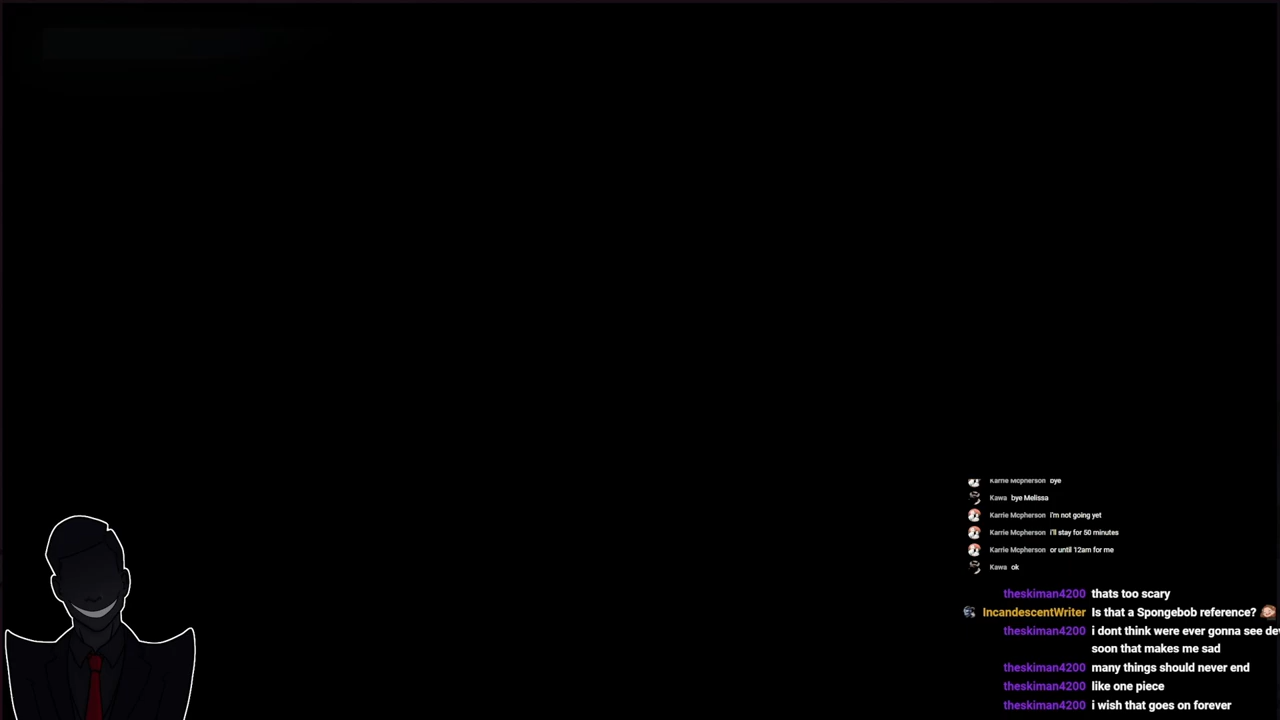 Karrie Mcpherson bye
Kawa bye Melissa
Karrie Mcpherson I'm not going yet
Karrie Mcpherson i'll stay for 50 minutes
Karrie Mcpherson or until 12am for me
Kawa ok
theskiman4200 thats too scary
IncandescentWriter Is that a Spongebob reference?
theskiman4200 i dont think were ever gonna see
soon that makes me sad
theskiman4200 many things should never end
theskiman4200 like one piece
theskiman4200 i wish that goes on forever